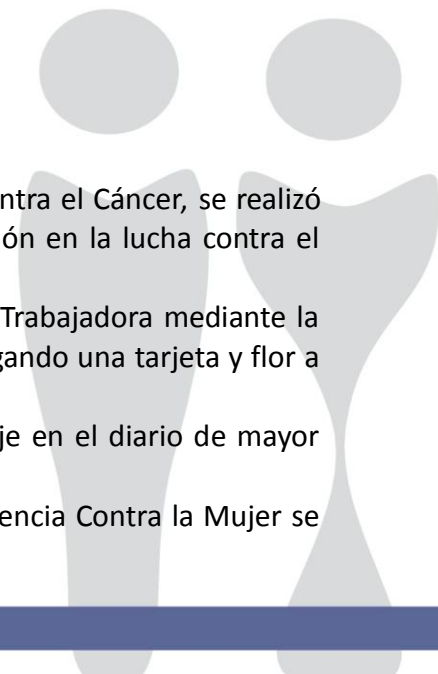 ntra el Cáncer, se realizó
ón en la lucha contra el
Trabajadora mediante la
gando una tarjeta y flor a
je en el diario de mayor
encia Contra la Mujer se